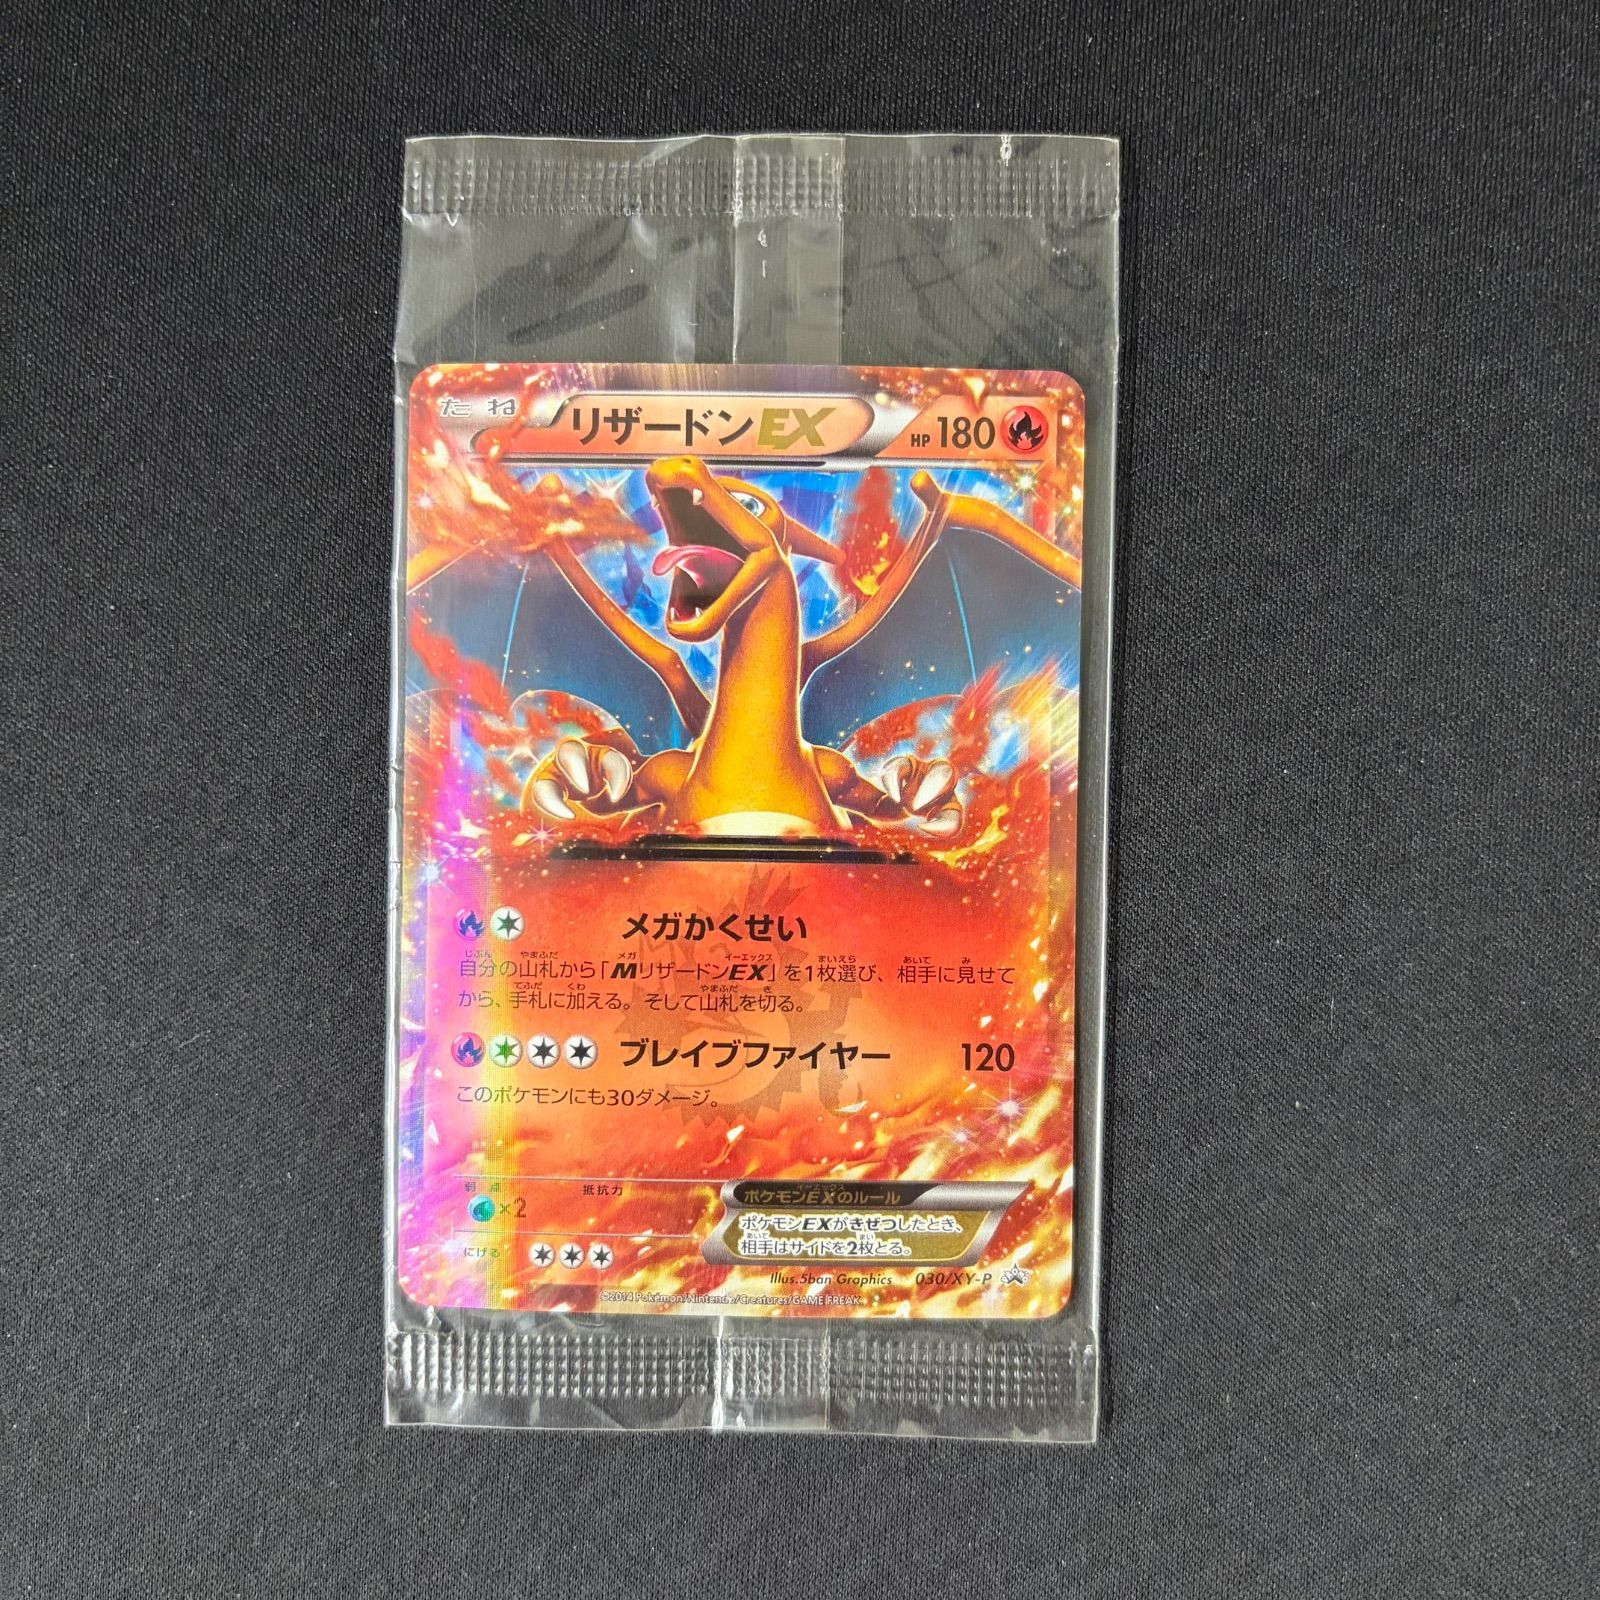 たね
リザードンEX
HP 180
メガかくせい
自分の山札から「MリザードンEX」を1枚選び、相手に見せて
から、手札に加える。そして山札を切る。
ブレイブファイヤー 120
このポケモンにも30ダメージ。
弱点 抵抗力
×2
にげる
ポケモンEXのルール
ポケモンEXがきぜつしたとき、
相手はサイドを2枚とる。
Illus.5ban Graphics 030/XY-P
©2014 Pokémon/Nintendo/Creatures/GAME FREAK.